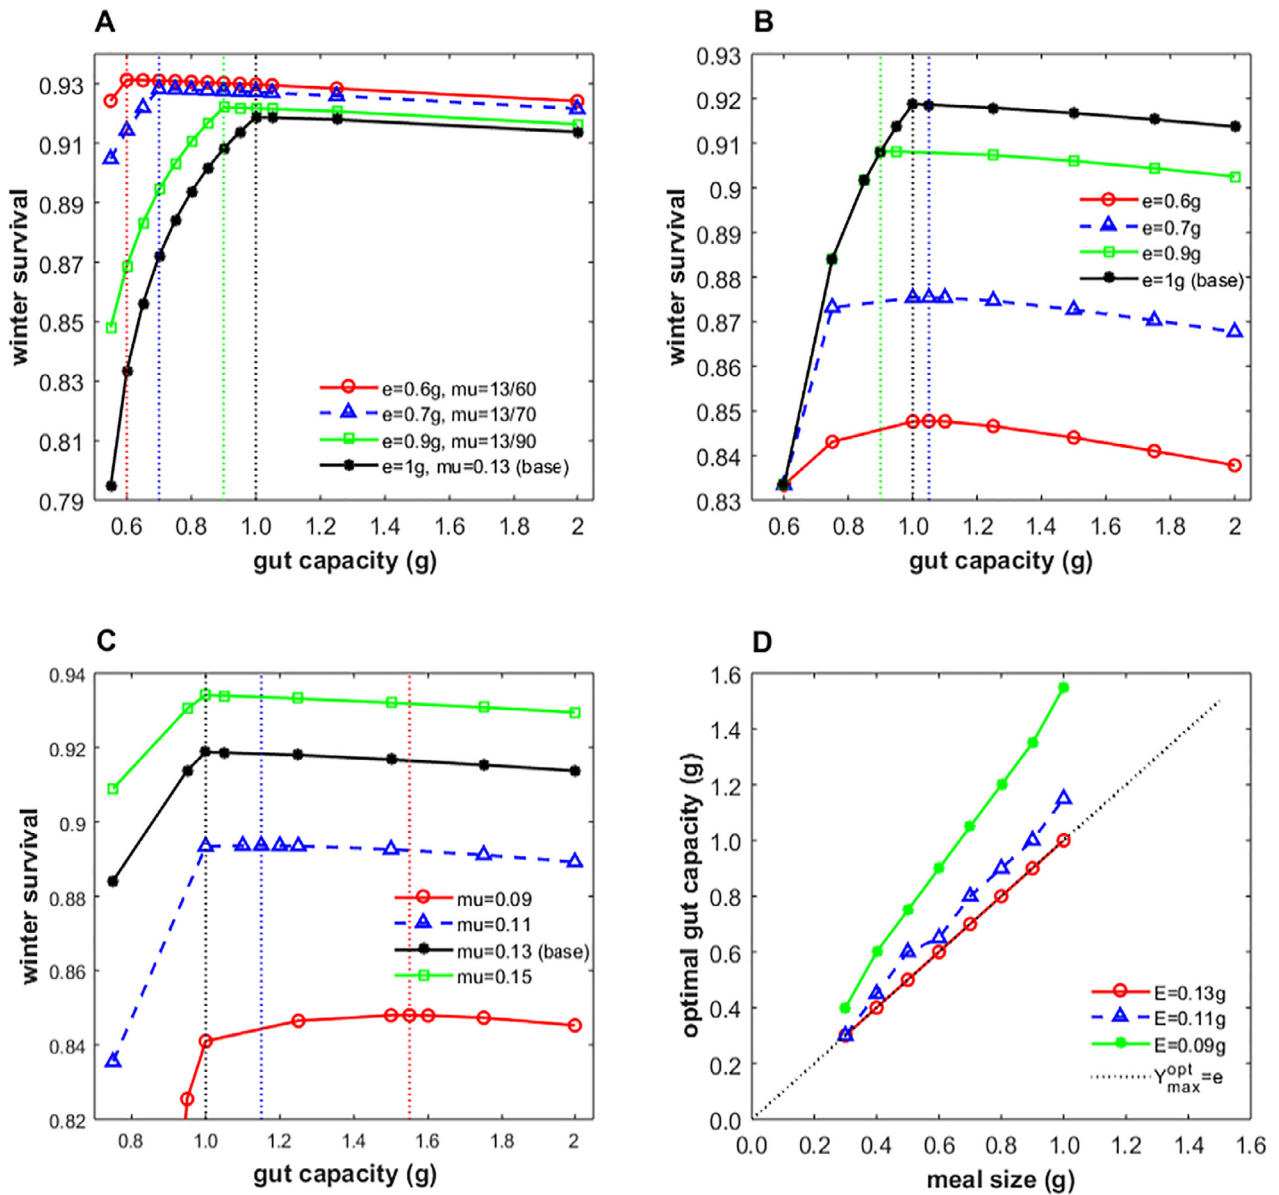 A
0.93
0.91
0.89
0.87
0.85
0.83
0.81
0.79
winter survival
e=0.6g, mu=13/60
e=0.7g, mu=13/70
e=0.9g, mu=13/90
e=1g, mu=0.13 (base)
0.6 0.8 1.0 1.2 1.4 1.6 1.8 2
gut capacity (g)
B
0.93
0.92
0.91
0.9
0.89
0.88
0.87
0.86
0.85
0.84
0.83
winter survival
e=0.6g
e=0.7g
e=0.9g
e=1g (base)
0.6 0.8 1.0 1.2 1.4 1.6 1.8 2
gut capacity (g)
C
0.94
0.92
0.9
0.88
0.86
0.84
0.82
winter survival
mu=0.09
mu=0.11
mu=0.13 (base)
mu=0.15
0.8 1.0 1.2 1.4 1.6 1.8 2
gut capacity (g)
D
1.6
1.4
1.2
1.0
0.8
0.6
0.4
0.2
0.0
optimal gut capacity (g)
E=0.13g
E=0.11g
E=0.09g
Y opt max =e
0.0 0.2 0.4 0.6 0.8 1.0 1.2 1.4 1.6
meal size (g)